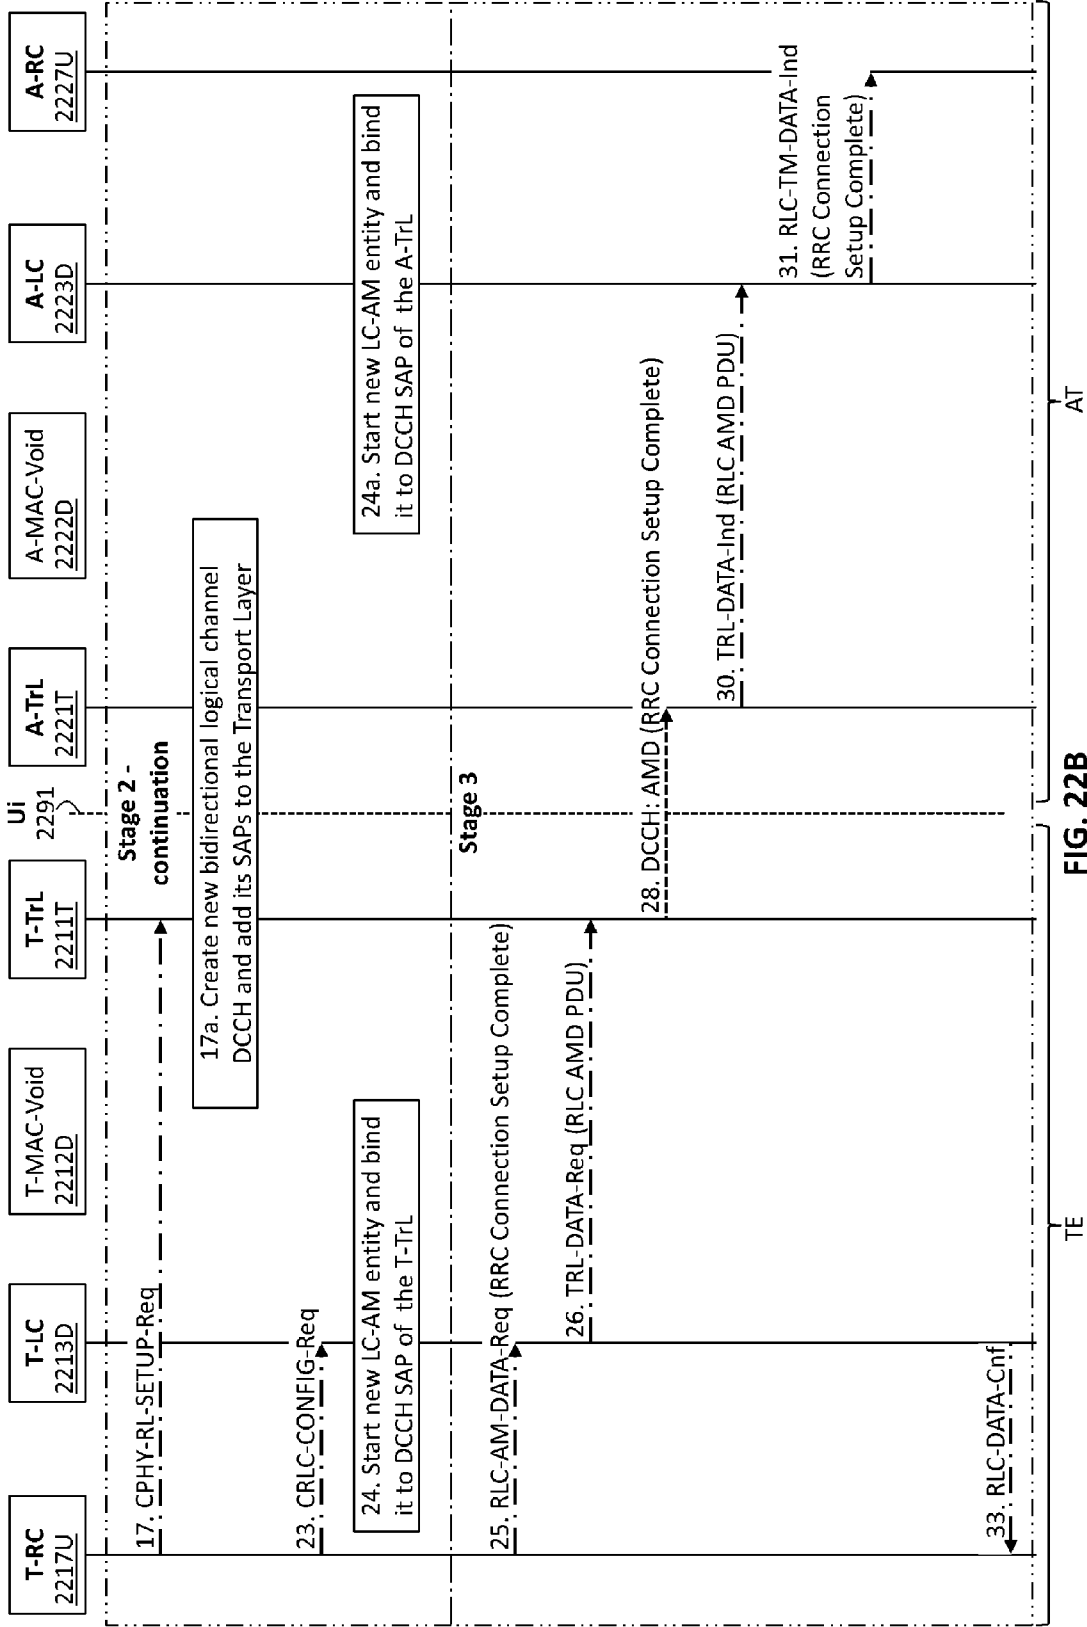 T-RC
2217U
T-LC
2213D
T-MAC-Void
2212D
T-TrL
2211T
Ui
2291
A-TrL
2221T
A-MAC-Void
2222D
A-LC
2223D
A-RC
2227U
Stage 2 -
continuation
17. CPHY-RL-SETUP-Req
17a. Create new bidirectional logical channel
DCCH and add its SAPs to the Transport Layer
23. CRLC-CONFIG-Req
24. Start new LC-AM entity and bind
it to DCCH SAP of the T-TrL
24a. Start new LC-AM entity and bind
it to DCCH SAP of the A-TrL
Stage 3
25. RLC-AM-DATA-Req (RRC Connection Setup Complete)
26. TRL-DATA-Req (RLC AMD PDU)
28. DCCH: AMD (RRC Connection Setup Complete)
30. TRL-DATA-Ind (RLC AMD PDU)
31. RLC-TM-DATA-Ind
(RRC Connection
Setup Complete)
33. RLC-DATA-Cnf
TE
AT
FIG. 22B